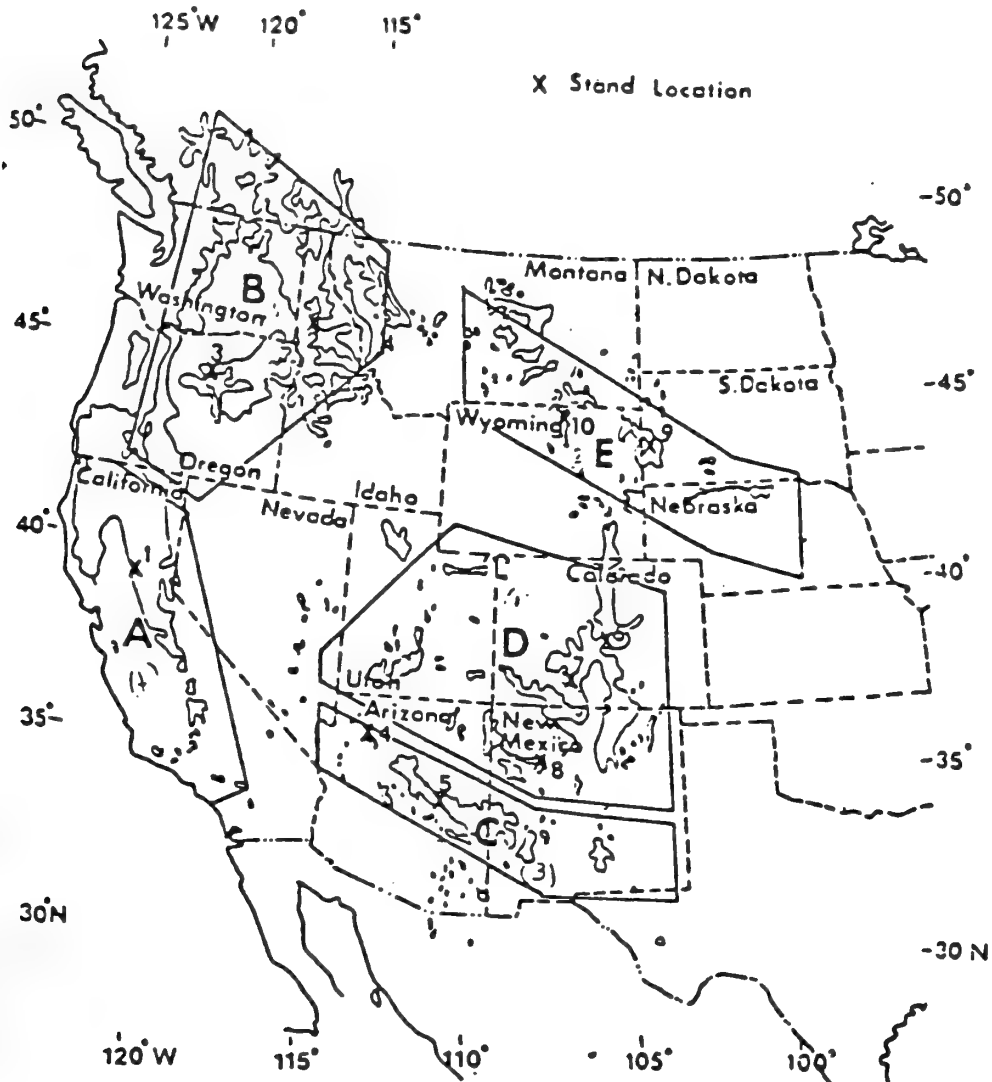 125°W 120° 115°
X Stand Location
50°
50°
Montana N. Dakota
B
Washington
45°
3
S. Dakota
45°
Wyoming 10
9
E
Oregon
California
Idaho
Nevada
Nebraska
40°
1
Colorado
40°
A
D
Utah
35°
Arizona
New
Mexico
4
8
35°
5
C
(3)
30°N
30 N
120°W 115° 110° 105° 100°